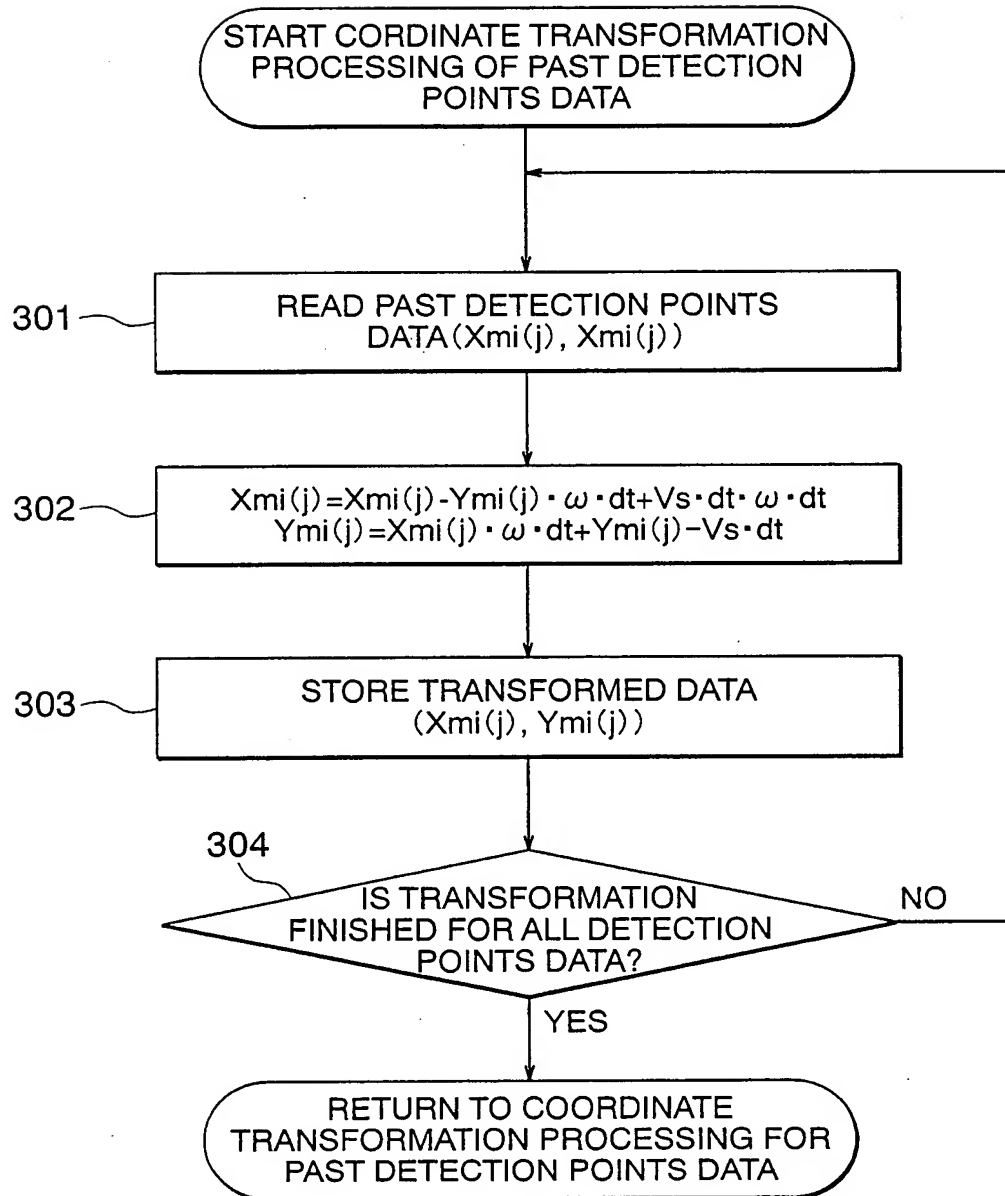 START CORDINATE TRANSFORMATION
PROCESSING OF PAST DETECTION
POINTS DATA
301
READ PAST DETECTION POINTS
DATA(Xmi(j), Xmi(j))
302
Xmi(j)=Xmi(j)-Ymi(j)・ω・dt+Vs・dt・ω・dt
Ymi(j)=Xmi(j)・ω・dt+Ymi(j)-Vs・dt
303
STORE TRANSFORMED DATA
(Xmi(j), Ymi(j))
304
IS TRANSFORMATION
FINISHED FOR ALL DETECTION
POINTS DATA?
NO
YES
RETURN TO COORDINATE
TRANSFORMATION PROCESSING FOR
PAST DETECTION POINTS DATA